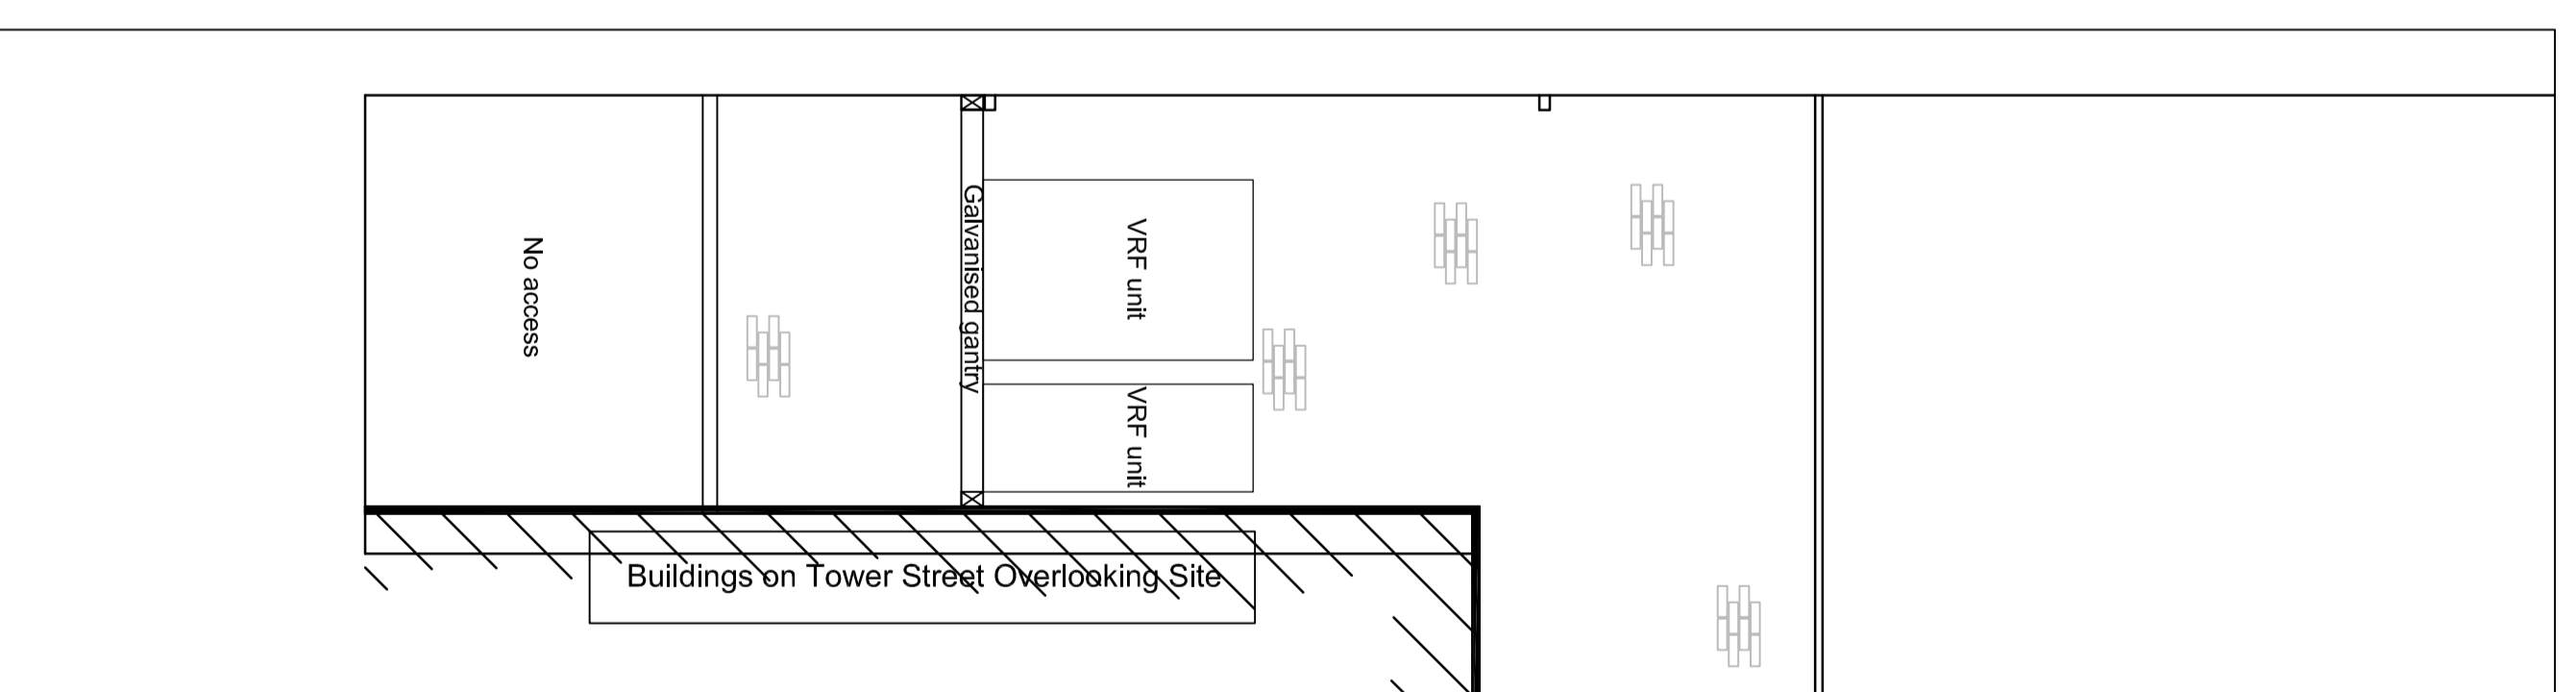 No access
Galvanised gantry
VRF unit
VRF unit
Buildings on Tower Street Overlooking Site